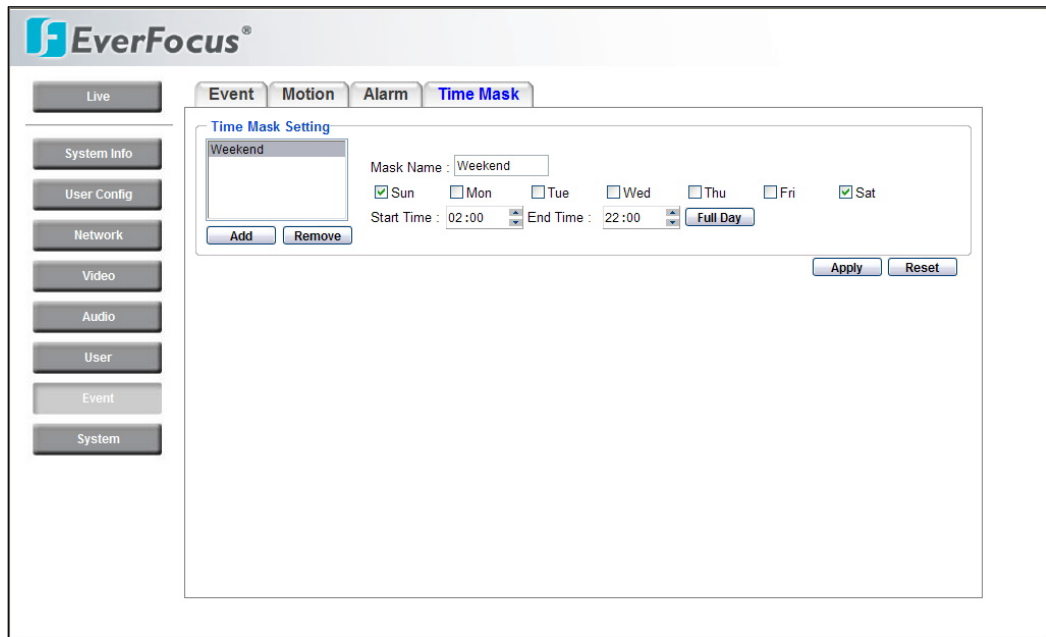 EverFocus®
Live
System Info
User Config
Network
Video
Audio
User
Event
System
Event Motion Alarm Time Mask
Time Mask Setting
Weekend
Add Remove
Mask Name : Weekend
Sun Mon Tue Wed Thu Fri Sat
Start Time : 02:00 End Time : 22:00 Full Day
Apply Reset